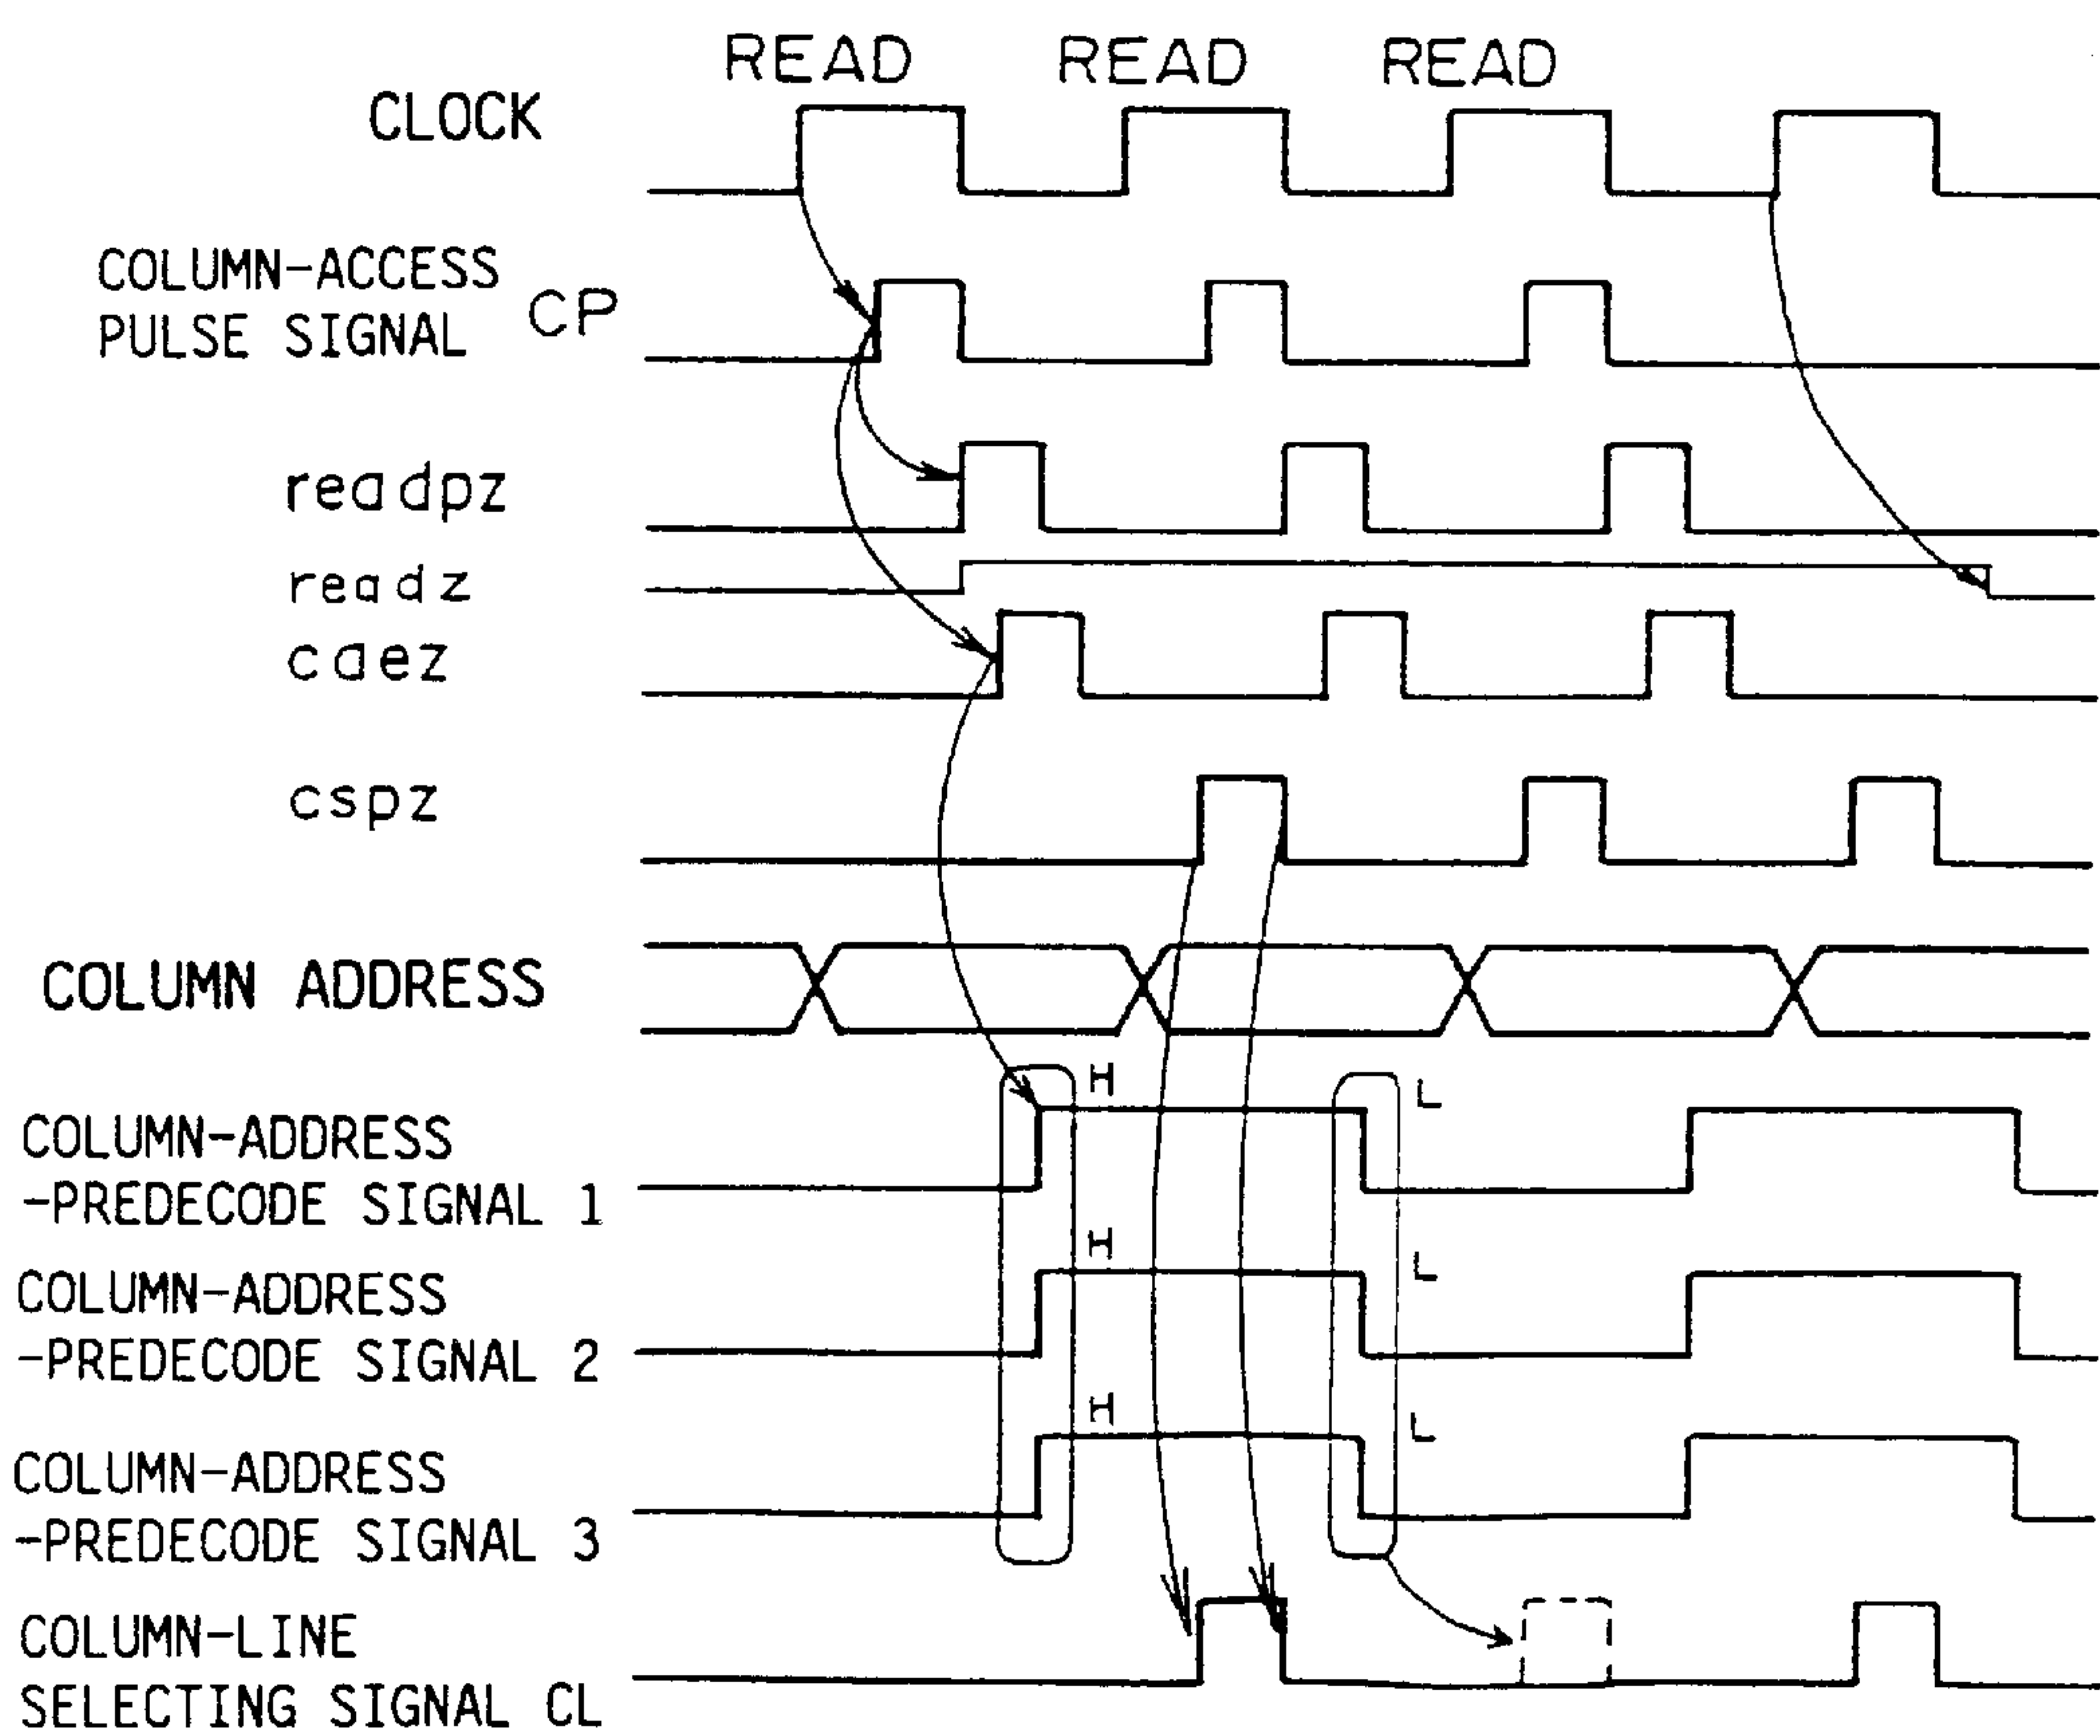 READ READ READ
CLOCK
COLUMN-ACCESS
PULSE SIGNAL CP
readpz
readz
caez
cspz
COLUMN ADDRESS
H L
COLUMN-ADDRESS
-PREDECODE SIGNAL 1
H L
COLUMN-ADDRESS
-PREDECODE SIGNAL 2
H L
COLUMN-ADDRESS
-PREDECODE SIGNAL 3
COLUMN-LINE
SELECTING SIGNAL CL